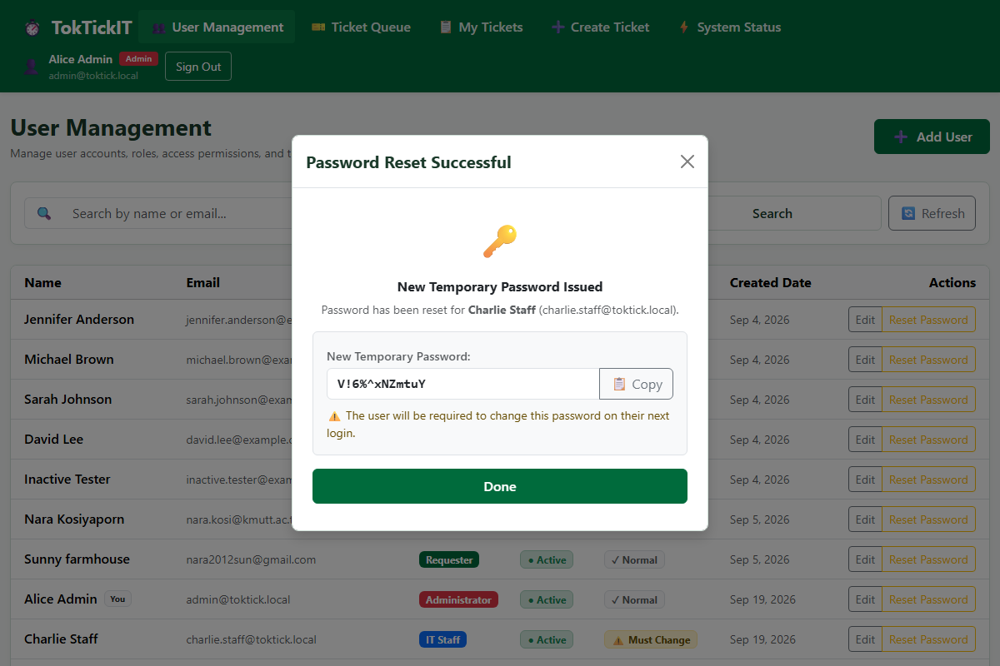 TokTickIT
User Management
Ticket Queue
My Tickets
Create Ticket
System Status
Alice Admin Admin
admin@toktick.local
Sign Out
User Management
Manage user accounts, roles, access permissions, and t
Add User
Password Reset Successful
Search by name or email...
Search
Refresh
New Temporary Password Issued
Password has been reset for Charlie Staff (charlie.staff@toktick.local).
New Temporary Password:
V!6%^xNZmtuY
Copy
⚠ The user will be required to change this password on their next
login.
Done
Name Email Created Date Actions
Jennifer Anderson jennifer.anderson@e Sep 4, 2026 Edit Reset Password
Michael Brown michael.brown@exam Sep 4, 2026 Edit Reset Password
Sarah Johnson sarah.johnson@exam Sep 4, 2026 Edit Reset Password
David Lee david.lee@example.c Sep 4, 2026 Edit Reset Password
Inactive Tester inactive.tester@exam Sep 4, 2026 Edit Reset Password
Nara Kosiyaporn nara.kosi@kmutt.ac.t Sep 5, 2026 Edit Reset Password
Sunny farmhouse nara2012sun@gmail.com Requester ● Active ✓ Normal Sep 5, 2026 Edit Reset Password
Alice Admin You admin@toktick.local Administrator ● Active ✓ Normal Sep 19, 2026 Edit Reset Password
Charlie Staff charlie.staff@toktick.local IT Staff ● Active ⚠ Must Change Sep 19, 2026 Edit Reset Password